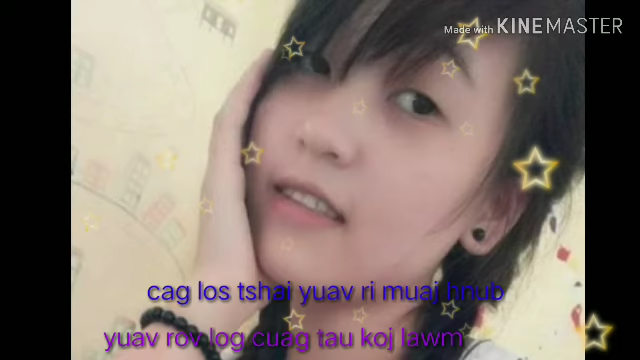 Made with KINEMASTER
cag los tshai yuav ri muaj hnub
yuav rov log cuag tau koj lawm